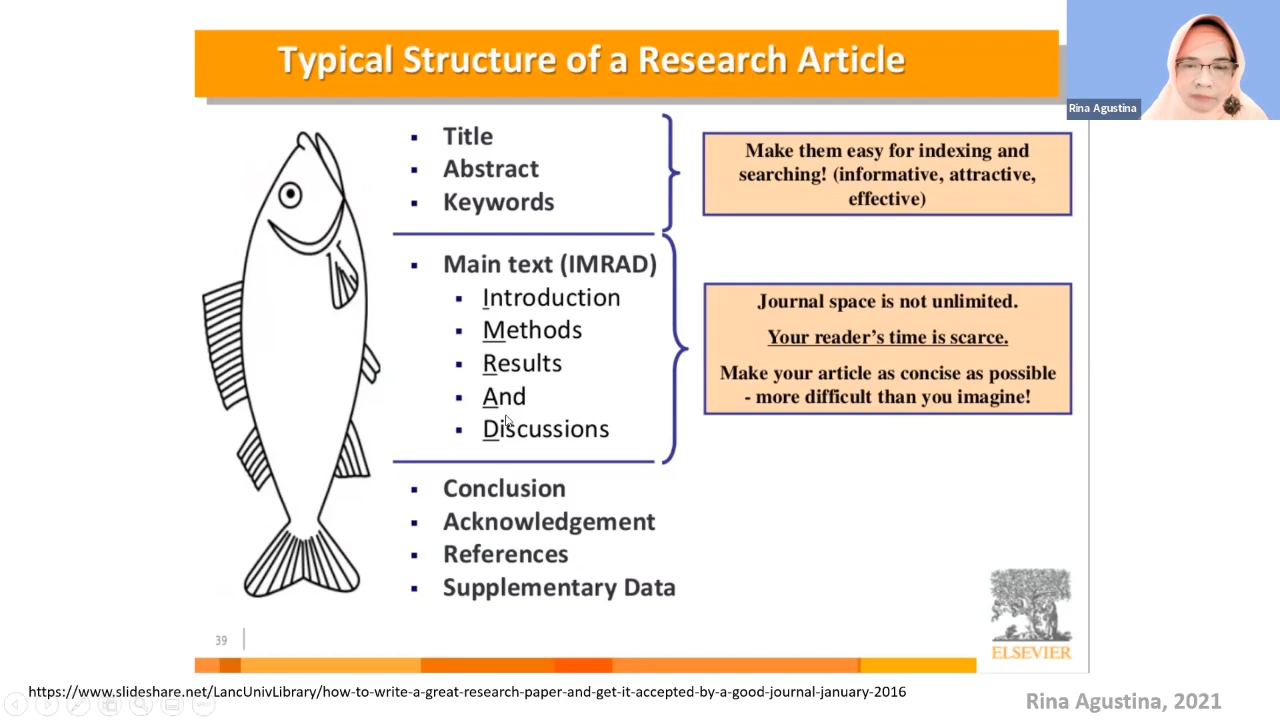 Typical Structure of a Research Article
Rina Agustina
Title
Abstract
Keywords
Make them easy for indexing and
searching! (informative, attractive,
effective)
Main text (IMRAD)
Introduction
Methods
Results
And
Discussions
Journal space is not unlimited.
Your reader's time is scarce.
Make your article as concise as possible
- more difficult than you imagine!
Conclusion
Acknowledgement
References
Supplementary Data
39
ELSEVIER
https://www.slideshare.net/LancUnivLibrary/how-to-write-a-great-research-paper-and-get-it-accepted-by-a-good-journal-january-2016
Rina Agustina, 2021